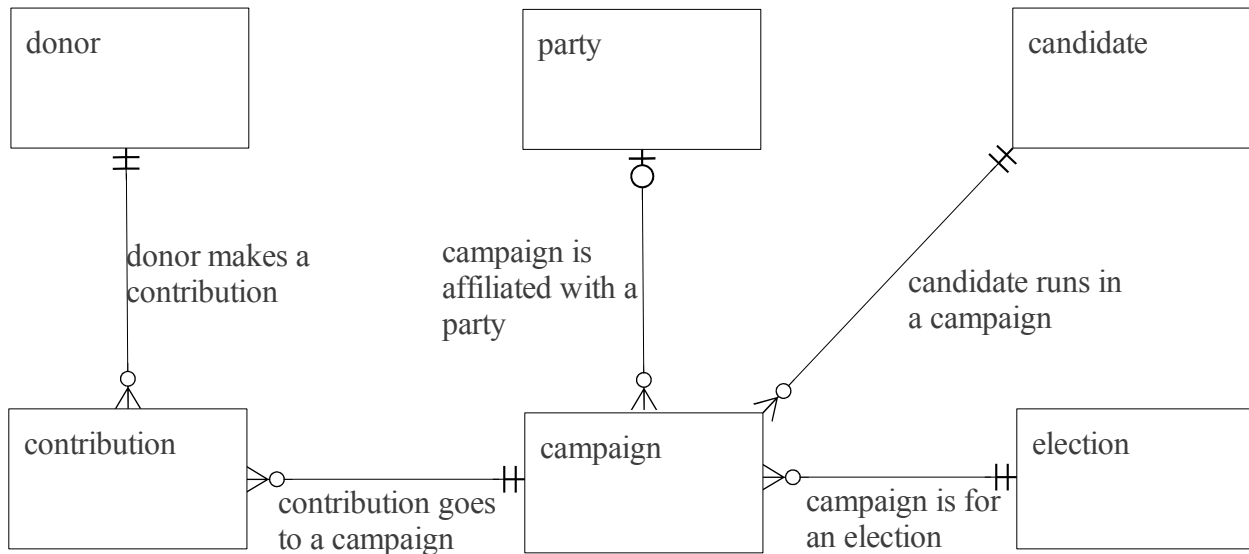 donor
party
candidate
donor makes a
contribution
campaign is
affiliated with a
party
candidate runs in
a campaign
contribution
campaign
election
contribution goes
to a campaign
campaign is for
an election